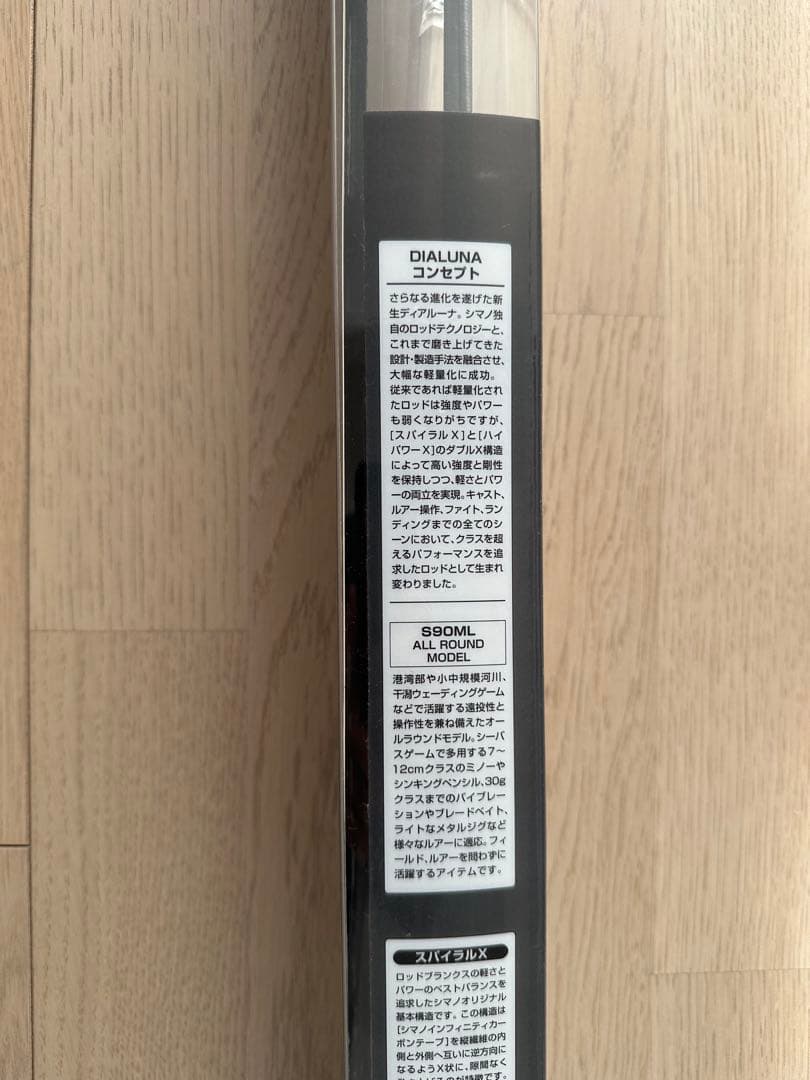 DIALUNA
コンセプト
さらなる進化を遂げた新
生ディアルーナ。シマノ独
自のロッドテクノロジーと、
これまで磨き上げてきた
設計・製造手法を融合させ、
大幅な軽量化に成功。
従来であれば軽量化され
たロッドは強度やパワー
も弱くなりがちですが、
[スパイラルX]と[ハイ
パワーX]のダブルX構造
によって高い強度と剛性
を保持しつつ、軽さとパワ
ーの両立を実現。キャスト、
ルアー操作、ファイト、ラン
ディングまでの全てのシ
ーンにおいて、クラスを超
えるパフォーマンスを追
求したロッドとして生まれ
変わりました。
S90ML
ALL ROUND
MODEL
港湾部や小中規模河川、
干潟ウェーディングゲーム
などで活躍する遠投性と
操作性を兼ね備えたオー
ルラウンドモデル。シーバ
スゲームで多用する7〜
12cmクラスのミノーや
シンキングペンシル、30g
クラスまでのバイブレー
ションやブレードベイト、
ライトなメタルジグなど
様々なルアーに適応。フィ
ールド、ルアーを問わずに
活躍するアイテムです。
スパイラルX
ロッドブランクスの軽さと
パワーのベストバランスを
追求したシマノオリジナル
基本構造です。この構造は
[シマノインフィニティカー
ボンテープ]を縦繊維の内
側と外側へ互いに逆方向に
なるようX状に、隙間なく